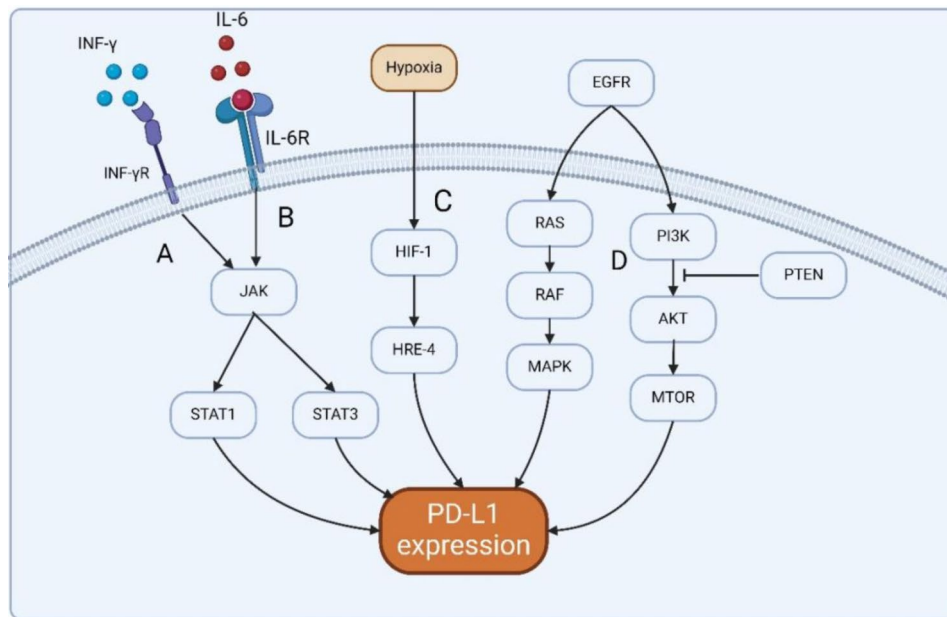 IL-6
INF-γ
Hypoxia
EGFR
IL-6R
INF-γR
A
B
C
D
RAS
PI3K
HIF-1
PTEN
JAK
RAF
AKT
HRE-4
MAPK
MTOR
STAT1
STAT3
PD-L1
expression